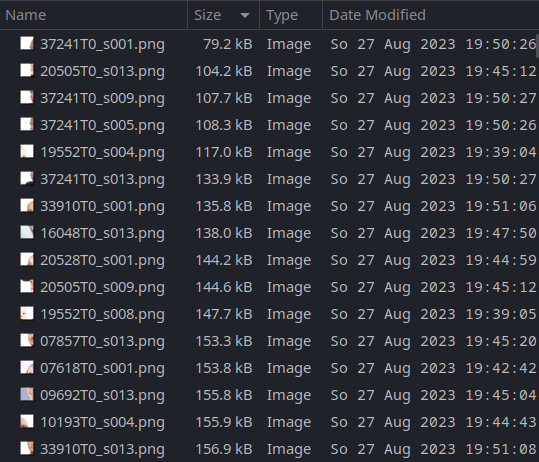 Name Size Type Date Modified
37241T0_s001.png 79.2 kB Image So 27 Aug 2023 19:50:26
20505T0_s013.png 104.2 kB Image So 27 Aug 2023 19:45:12
37241T0_s009.png 107.7 kB Image So 27 Aug 2023 19:50:27
37241T0_s005.png 108.3 kB Image So 27 Aug 2023 19:50:26
19552T0_s004.png 117.0 kB Image So 27 Aug 2023 19:39:04
37241T0_s013.png 133.9 kB Image So 27 Aug 2023 19:50:27
33910T0_s001.png 135.8 kB Image So 27 Aug 2023 19:51:06
16048T0_s013.png 138.0 kB Image So 27 Aug 2023 19:47:50
20528T0_s001.png 144.2 kB Image So 27 Aug 2023 19:44:59
20505T0_s009.png 144.6 kB Image So 27 Aug 2023 19:45:12
19552T0_s008.png 147.7 kB Image So 27 Aug 2023 19:39:05
07857T0_s013.png 153.3 kB Image So 27 Aug 2023 19:45:20
07618T0_s001.png 153.8 kB Image So 27 Aug 2023 19:42:42
09692T0_s013.png 155.8 kB Image So 27 Aug 2023 19:45:04
10193T0_s004.png 155.9 kB Image So 27 Aug 2023 19:44:43
33910T0_s013.png 156.9 kB Image So 27 Aug 2023 19:51:08